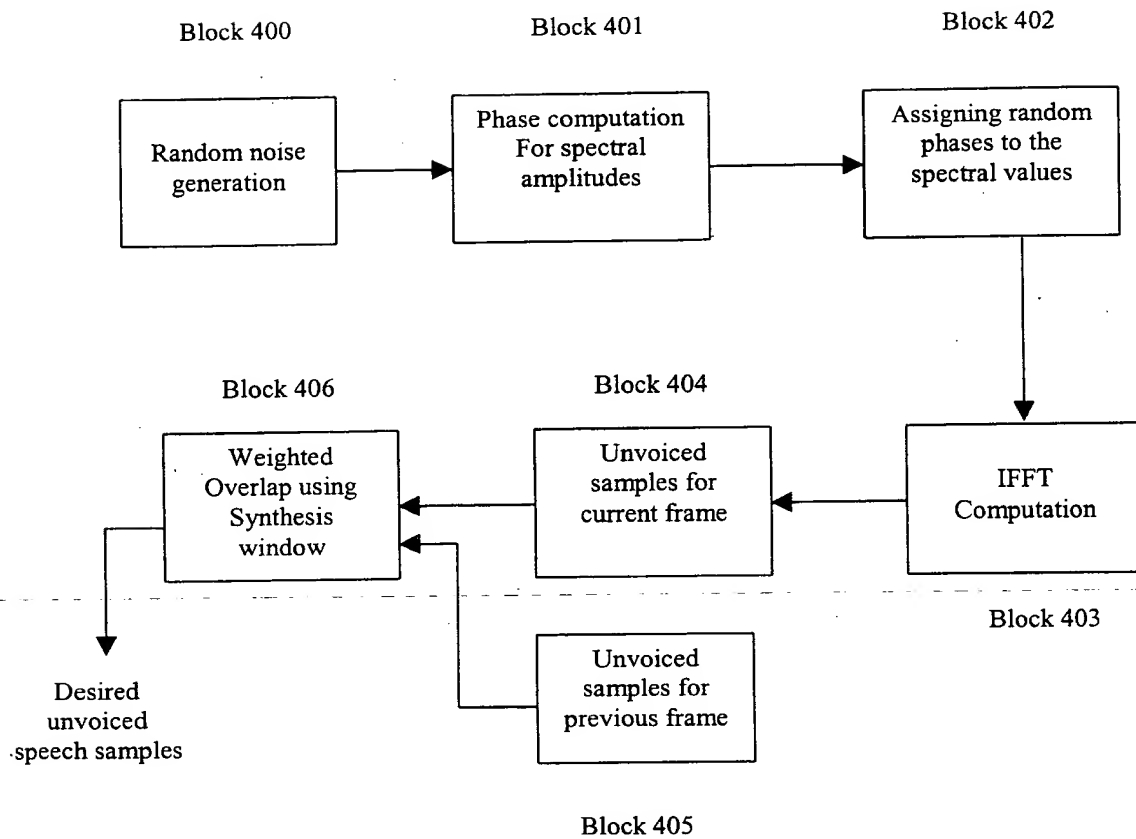 Block 400
Block 401
Block 402
Random noise
generation
Phase computation
For spectral
amplitudes
Assigning random
phases to the
spectral values
Block 406
Block 404
Weighted
Overlap using
Synthesis
window
Unvoiced
samples for
current frame
IFFT
Computation
Block 403
Desired
unvoiced
speech samples
Unvoiced
samples for
previous frame
Block 405